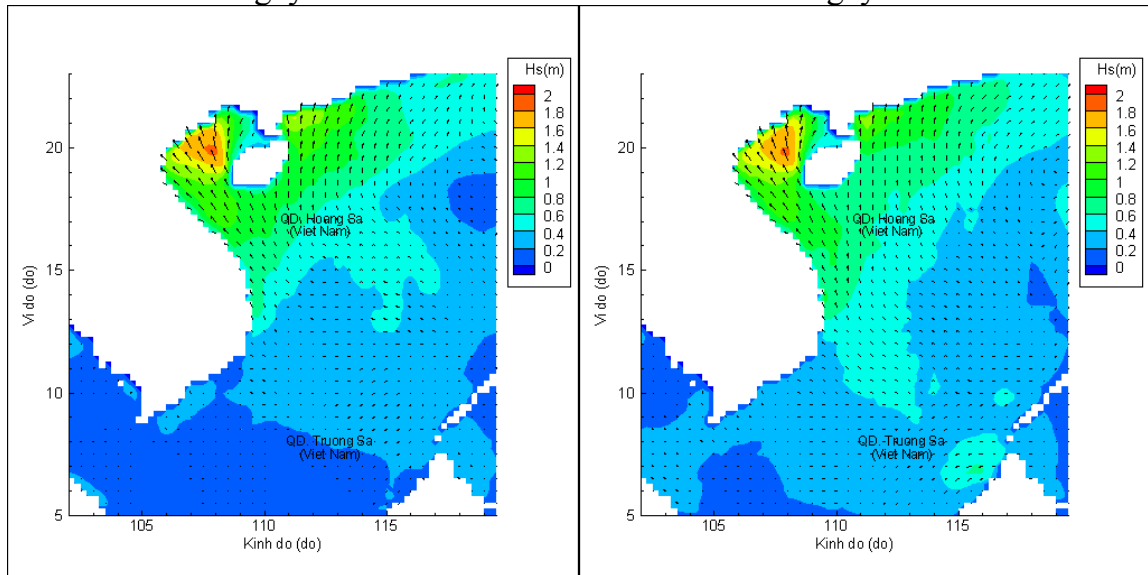 Hs(m)
2
1.8
1.6
1.4
1.2
1
0.8
0.6
0.4
0.2
0
20
15
10
5
Vi do (do)
QD. Hoang Sa
(Viet Nam)
QD. Truong Sa
(Viet Nam)
105
110
115
Kinh do (do)
Hs(m)
2
1.8
1.6
1.4
1.2
1
0.8
0.6
0.4
0.2
0
20
15
10
5
Vi do (do)
QD. Hoang Sa
(Viet Nam)
QD. Truong Sa
(Viet Nam)
105
110
115
Kinh do (do)